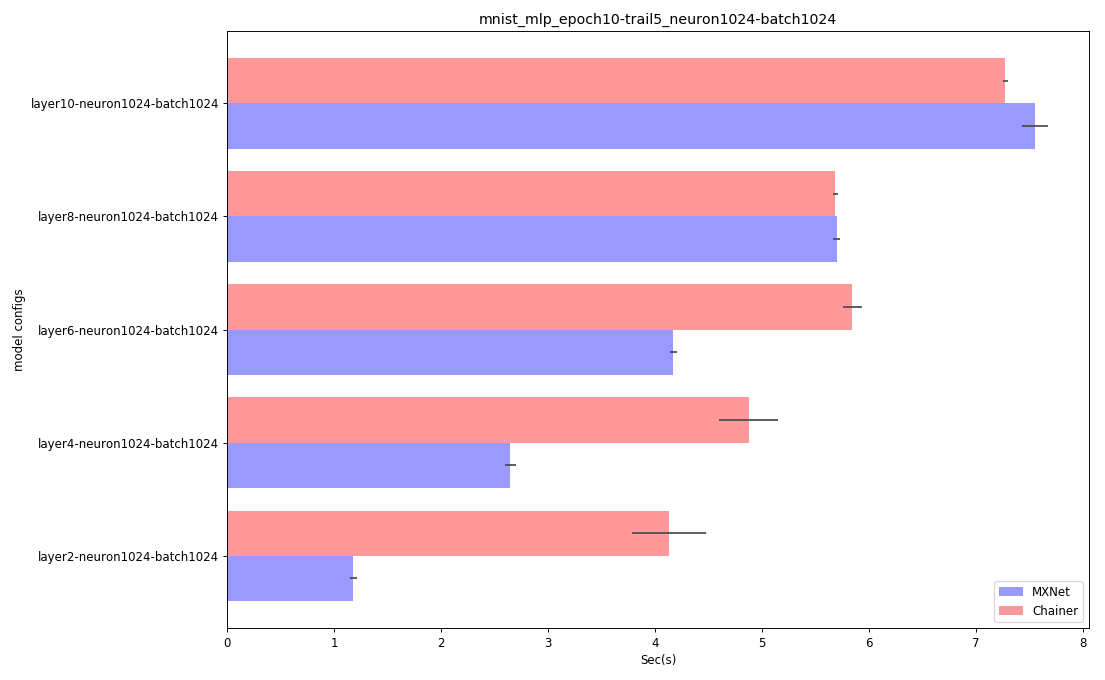 mnist_mlp_epoch10-trail5_neuron1024-batch1024
model configs
layer10-neuron1024-batch1024
layer8-neuron1024-batch1024
layer6-neuron1024-batch1024
layer4-neuron1024-batch1024
layer2-neuron1024-batch1024
MXNet
Chainer
0 1 2 3 4 5 6 7 8
Sec(s)